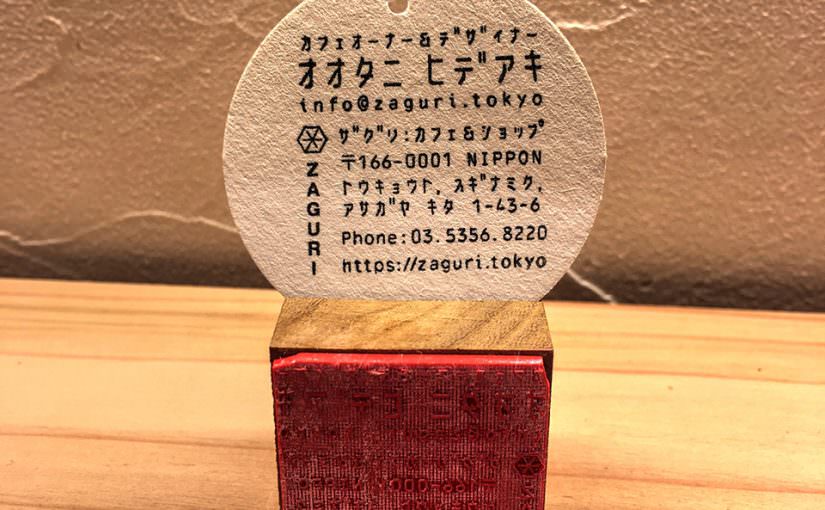 カフェオーナー&デザイナー
オオタニ ヒデアキ
info@zaguri.tokyo
ザグリ:カフェ&ショップ
〒166-0001 NIPPON
トウキョウト, スギナミク,
アサガヤ キタ 1-43-6
Phone:03.5356.8220
https://zaguri.tokyo
ZAGURI